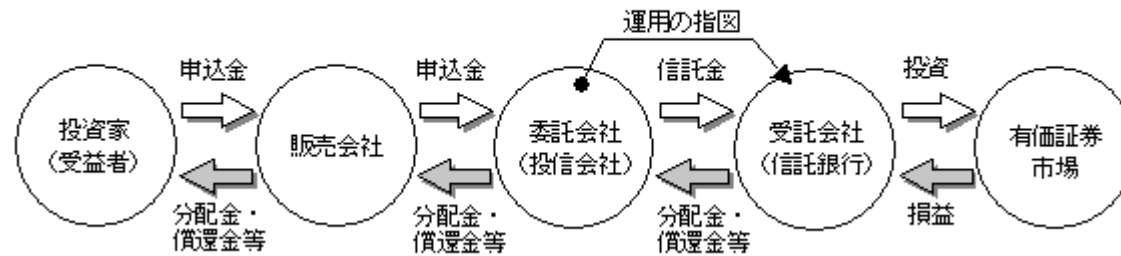 運用の指図
申込金
申込金
信託金
投資
投資家
(受益者)
販売会社
委託会社
(投信会社)
受託会社
(信託銀行)
有価証券
市場
分配金・
償還金等
分配金・
償還金等
分配金・
償還金等
損益